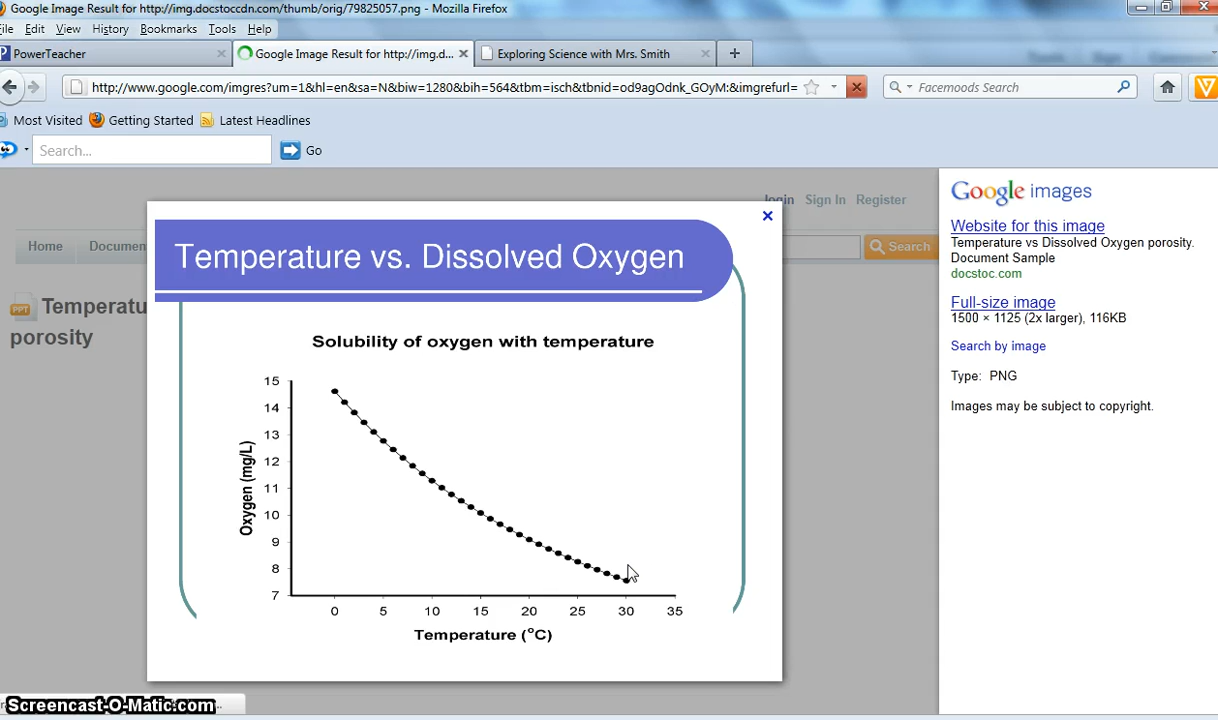 Google Image Result for http://img.docstoccdn.com/thumb/orig/79825057.png - Mozilla Firefox
File Edit View History Bookmarks Tools Help
PowerTeacher
Google Image Result for http://img.d...
Exploring Science with Mrs. Smith
http://www.google.com/imgres?um=1&hl=en&sa=N&biw=1280&bih=564&tbm=isch&tbnid=od9agOdnk_GOyM:&imgrefurl=
Facemoods Search
Most Visited Getting Started Latest Headlines
Search... Go
login Sign In Register
Home Documen
Search
Temperatu
porosity
PPT
Temperature vs. Dissolved Oxygen
Solubility of oxygen with temperature
15
14
13
12
11
10
9
8
7
Oxygen (mg/L)
0 5 10 15 20 25 30 35
Temperature (°C)
Google images
Website for this image
Temperature vs Dissolved Oxygen porosity.
Document Sample
docstoc.com
Full-size image
1500 × 1125 (2x larger), 116KB
Search by image
Type: PNG
Images may be subject to copyright.
Screencast-O-Matic.com